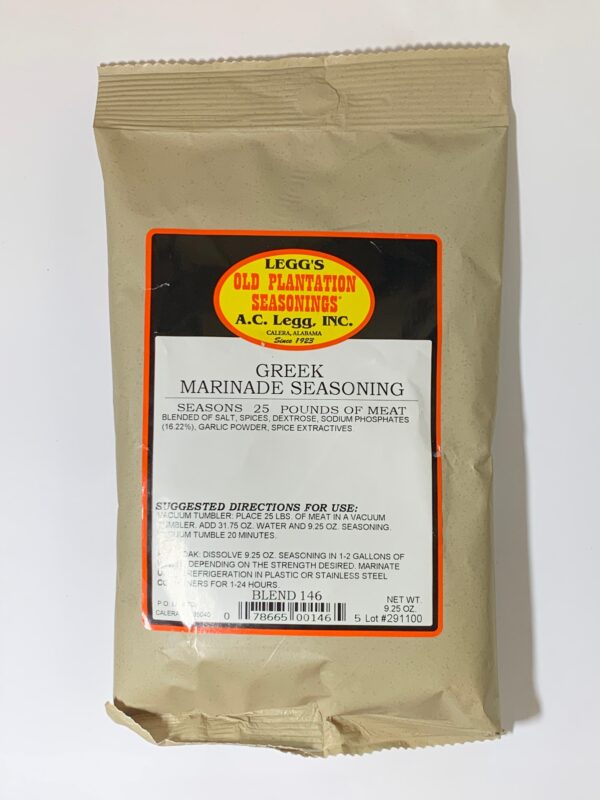 LEGG'S
OLD PLANTATION
SEASONINGS®
A.C. Legg, INC.
CALERA, ALABAMA
Since 1923
GREEK
MARINADE SEASONING
SEASONS 25 POUNDS OF MEAT
BLENDED OF SALT, SPICES, DEXTROSE, SODIUM PHOSPHATES
(16.22%), GARLIC POWDER, SPICE EXTRACTIVES
SUGGESTED DIRECTIONS FOR USE:
VACUUM TUMBLER: PLACE 25 LBS. OF MEAT IN A VACUUM
TUMBLER. ADD 31.75 OZ. WATER AND 9.25 OZ. SEASONING.
TUMBLE 20 MINUTES.
DISSOLVE 9.25 OZ. SEASONING IN 1-2 GALLONS OF
DEPENDING ON THE STRENGTH DESIRED. MARINATE
REFRIGERATION IN PLASTIC OR STAINLESS STEEL
FOR 1-24 HOURS.
BLEND 146
NET WT.
9.25 OZ.
P.O.
CALERA
0 78665 00146 5 Lot #291100